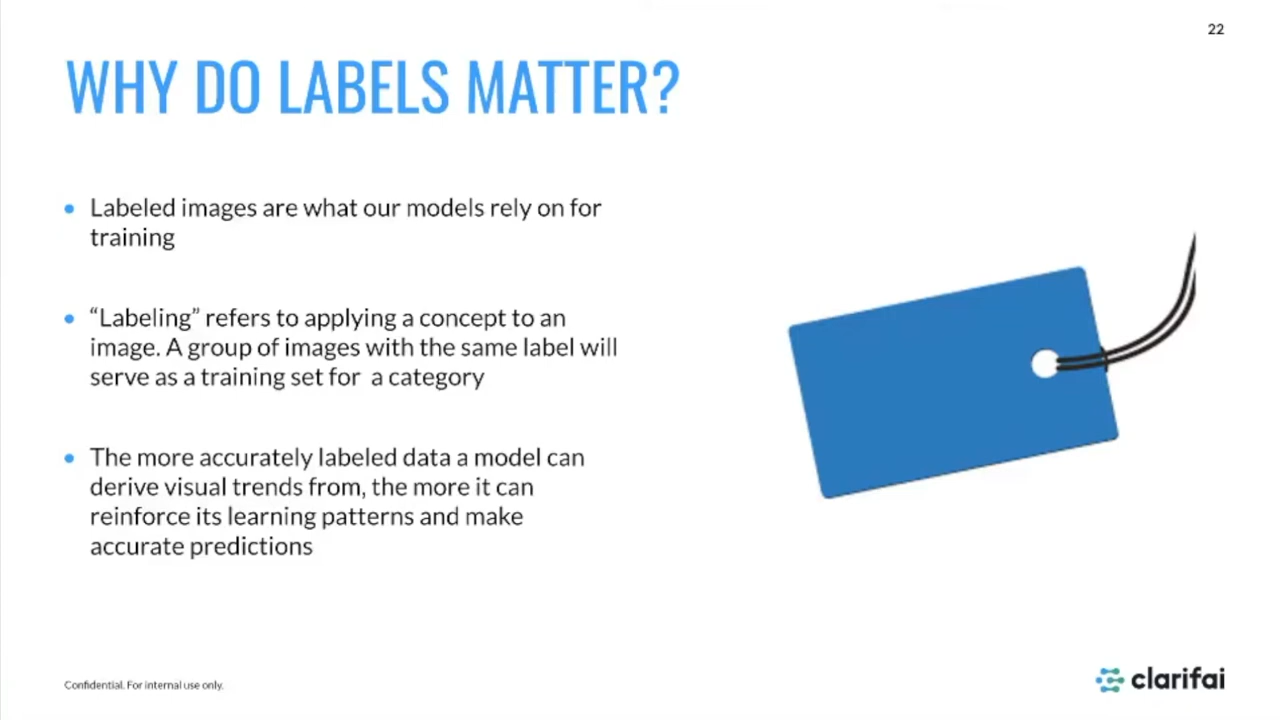 22
WHY DO LABELS MATTER?
• Labeled images are what our models rely on for
training
• “Labeling” refers to applying a concept to an
image. A group of images with the same label will
serve as a training set for a category
• The more accurately labeled data a model can
derive visual trends from, the more it can
reinforce its learning patterns and make
accurate predictions
Confidential. For internal use only.
clarifai